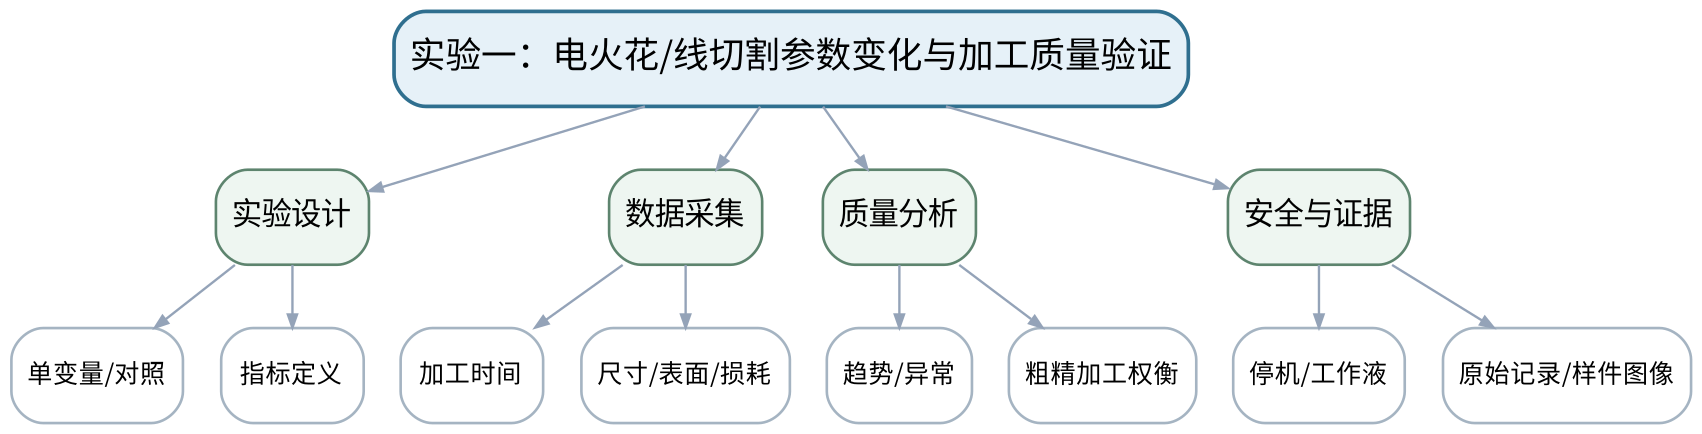 实验一：电火花/线切割参数变化与加工质量验证
实验设计
数据采集
质量分析
安全与证据
单变量/对照
指标定义
加工时间
尺寸/表面/损耗
趋势/异常
粗精加工权衡
停机/工作液
原始记录/样件图像